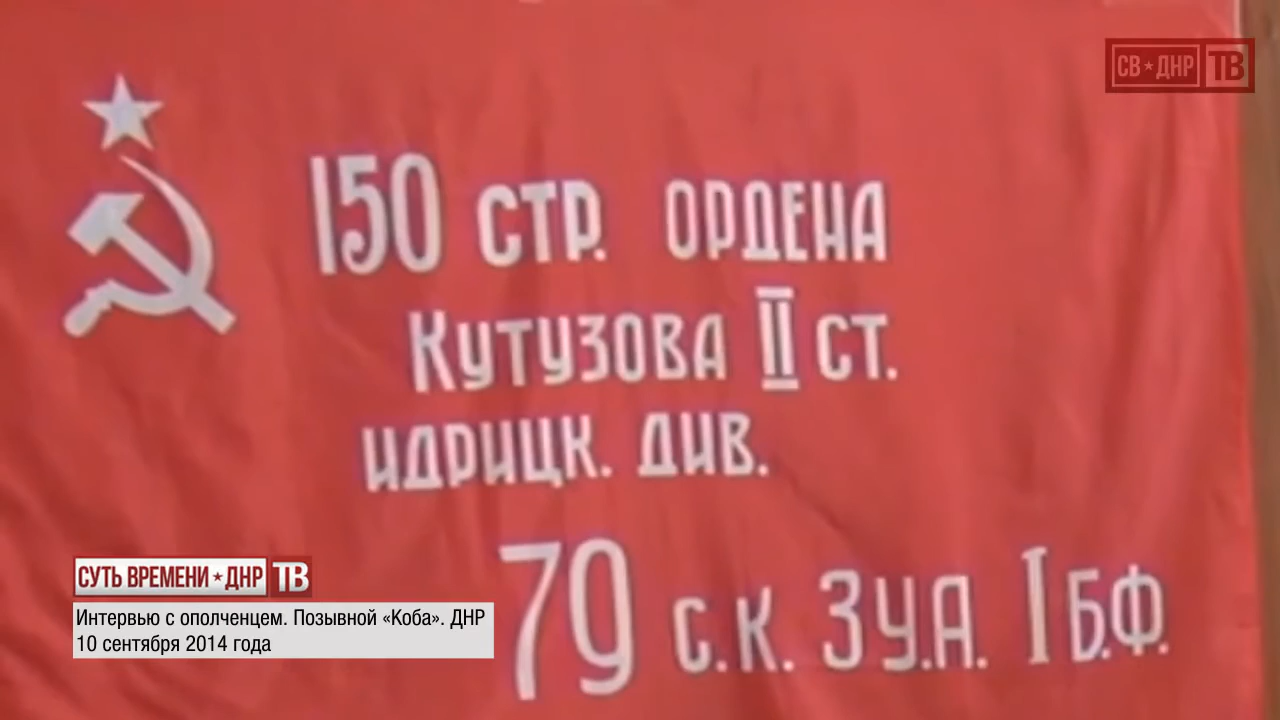 СВ★ДНР ТВ
150 СТР. ОРДЕНА
КУТУЗОВА II СТ.
ИДРИЦК. ДИВ.
79 С.К. 3 У.А. I Б.Ф.
СУТЬ ВРЕМЕНИ★ДНР ТВ
Интервью с ополченцем. Позывной «Коба». ДНР
10 сентября 2014 года